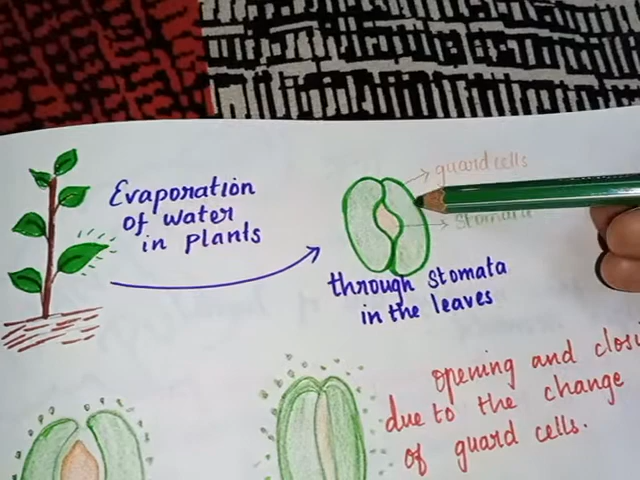 Evaporation
of water
in plants
guard cells
stomata
through stomata
in the leaves
opening and
due to the change
of guard cells.